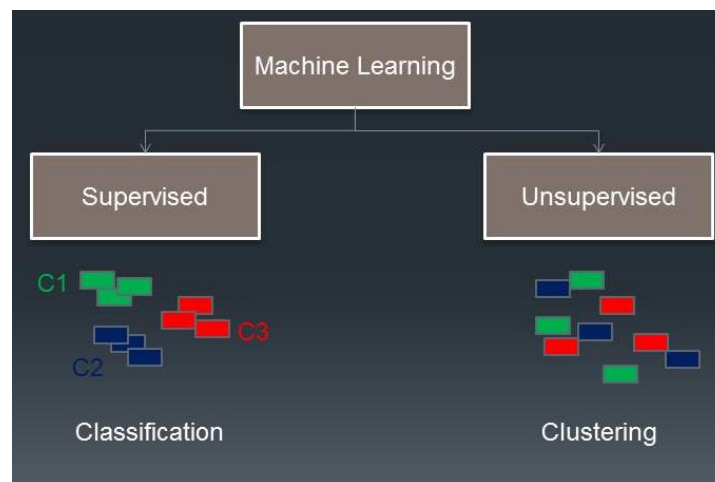 Machine Learning
Supervised
Unsupervised
C1
C3
C2
Classification
Clustering